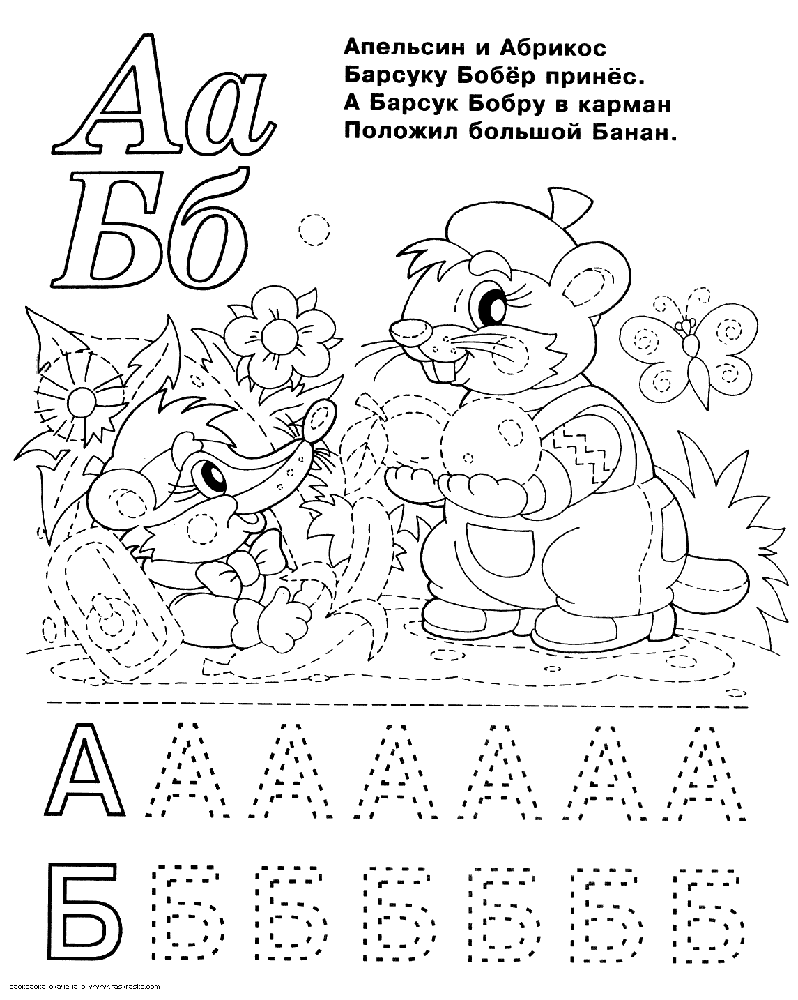 Аа
Бб
Апельсин и Абрикос
Барсуку Бобёр принёс.
А Барсук Бобру в карман
Положил большой Банан.
А А А А А А А
Б Б Б Б Б Б Б
раскраска скачена с www.raskraska.com